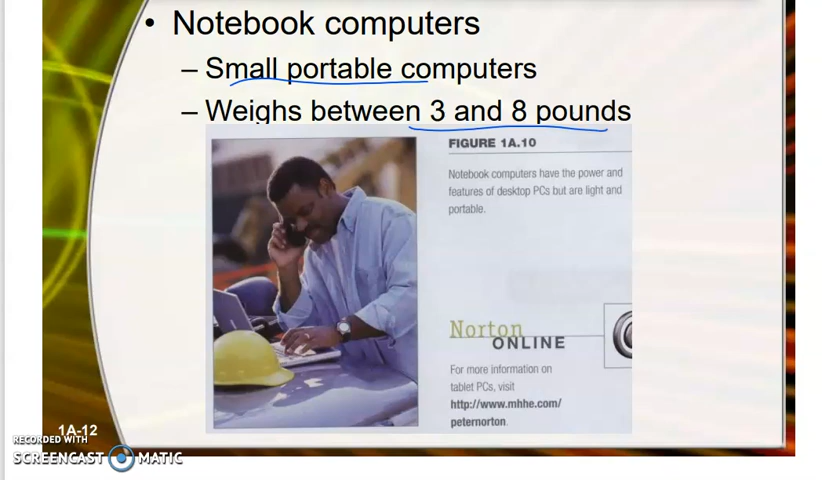 • Notebook computers
– Small portable computers
– Weighs between 3 and 8 pounds
FIGURE 1A.10
Notebook computers have the power and
features of desktop PCs but are light and
portable.
Norton
ONLINE
For more information on
tablet PCs, visit
http://www.mhhe.com/
peternorton.
1A-12
RECORDED WITH
SCREENCAST MATIC